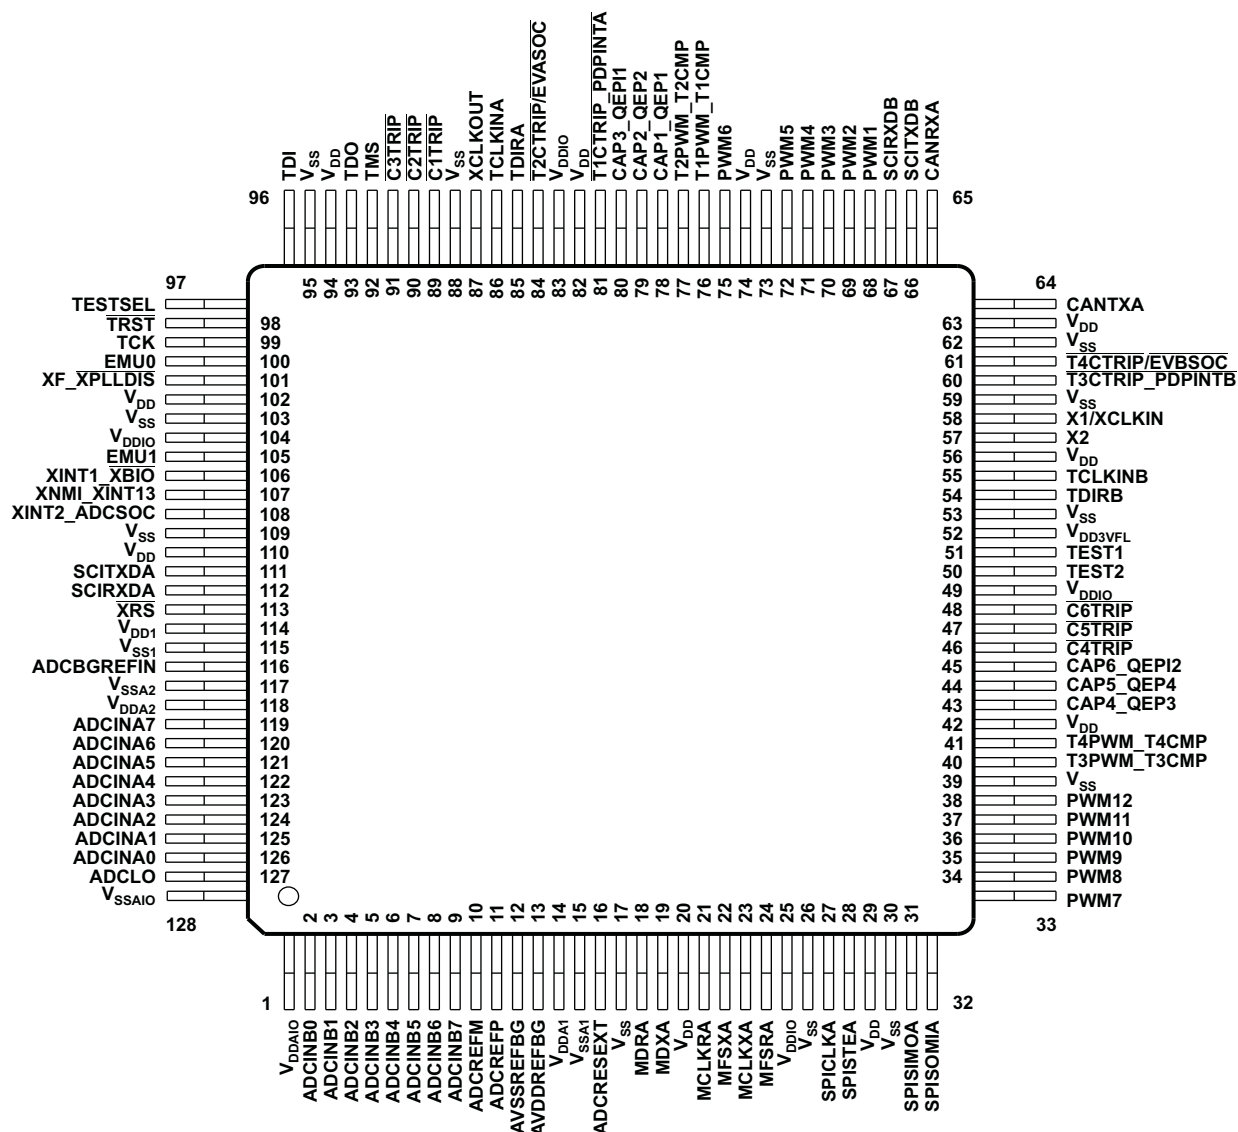 96
TDI
VSS
VDD
TDO
TMS
C3TRIP
C2TRIP
C1TRIP
VSS
XCLKOUT
TCLKINA
TDIRA
T2CTRIP/EVASOC
VDDIO
VDD
T1CTRIP_PDPINTA
CAP3_QEPI1
CAP2_QEP2
CAP1_QEP1
T2PWM_T2CMP
T1PWM_T1CMP
PWM6
VDD
VSS
PWM5
PWM4
PWM3
PWM2
PWM1
SCIRXDB
SCITXDB
CANRXA
65
95
94
93
92
91
90
89
88
87
86
85
84
83
82
81
80
79
78
77
76
75
74
73
72
71
70
69
68
67
66
97
TESTSEL
TRST 98
TCK 99
EMU0 100
XF_XPLLDIS 101
VDD 102
VSS 103
VDDIO 104
EMU1 105
XINT1_XBIO 106
XNMI_XINT13 107
XINT2_ADCSOC 108
VSS 109
VDD 110
SCITXDA 111
SCIRXDA 112
XRS 113
VDD1 114
VSS1 115
ADCBGREFIN 116
VSSA2 117
VDDA2 118
ADCINA7 119
ADCINA6 120
ADCINA5 121
ADCINA4 122
ADCINA3 123
ADCINA2 124
ADCINA1 125
ADCINA0 126
ADCLO 127
VSSAIO
128
64
CANTXA
63 VDD
62 VSS
61 T4CTRIP/EVBSOC
60 T3CTRIP_PDPINTB
59 VSS
58 X1/XCLKIN
57 X2
56 VDD
55 TCLKINB
54 TDIRB
53 VSS
52 VDD3VFL
51 TEST1
50 TEST2
49 VDDIO
48 C6TRIP
47 C5TRIP
46 C4TRIP
45 CAP6_QEPI2
44 CAP5_QEP4
43 CAP4_QEP3
42 VDD
41 T4PWM_T4CMP
40 T3PWM_T3CMP
39 VSS
38 PWM12
37 PWM11
36 PWM10
35 PWM9
34 PWM8
PWM7
33
2
3
4
5
6
7
8
9
10
11
12
13
14
15
16
17
18
19
20
21
22
23
24
25
26
27
28
29
30
31
1
VDDAIO
ADCINB0
ADCINB1
ADCINB2
ADCINB3
ADCINB4
ADCINB5
ADCINB6
ADCINB7
ADCREFM
ADCREFP
AVSSREFBG
AVDDREFBG
VDDA1
VSSA1
ADCRESEXT
VSS
MDRA
MDXA
VDD
MCLKRA
MFSXA
MCLKXA
MFSRA
VDDIO
VSS
SPICLKA
SPISTEA
VDD
VSS
SPISIMOA
SPISOMIA
32